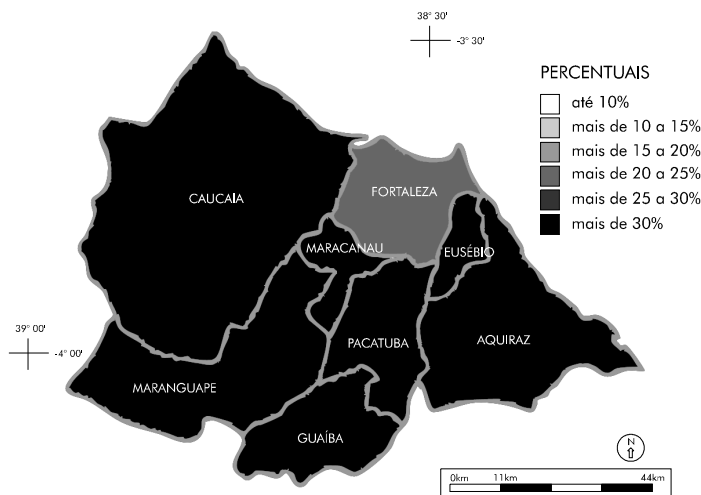 38° 30'
-3° 30'
PERCENTUAIS
até 10%
mais de 10 a 15%
mais de 15 a 20%
mais de 20 a 25%
mais de 25 a 30%
mais de 30%
CAUCAIA
FORTALEZA
MARACANAU
EUSÉBIO
39° 00'
-4° 00'
PACATUBA
AQUIRAZ
MARANGUAPE
GUAÍBA
N
0km 11km 44km